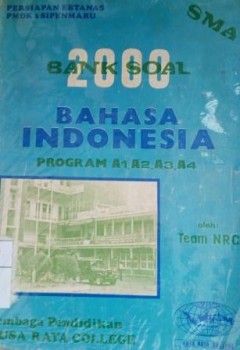 PERSIAPAN EBTANAS
PMDK & SIPENMARU
SMA
2000
BANK SOAL
BAHASA
INDONESIA
PROGRAM A1, A2, A3, A4
oleh:
Team NRC
Lembaga Pendidikan
NUSA RAYA COLLEGE